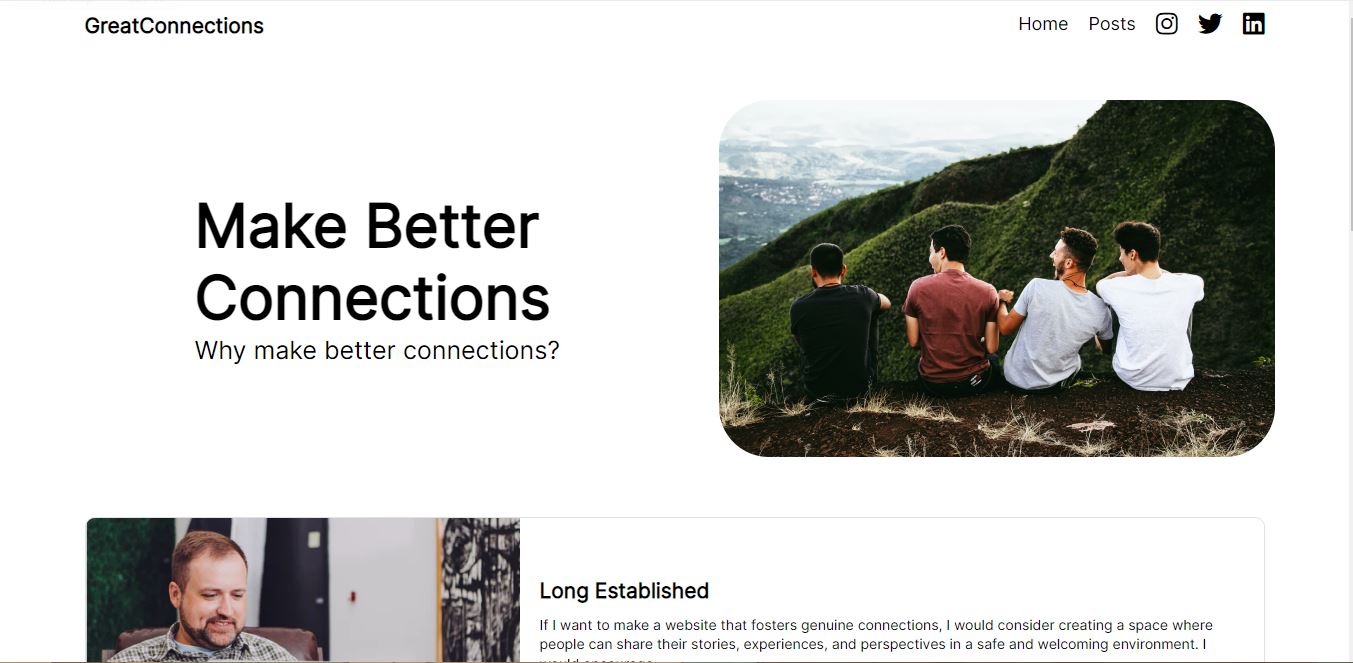 GreatConnections
Home Posts
Make Better
Connections
Why make better connections?
Long Established
If I want to make a website that fosters genuine connections, I would consider creating a space where
people can share their stories, experiences, and perspectives in a safe and welcoming environment. I